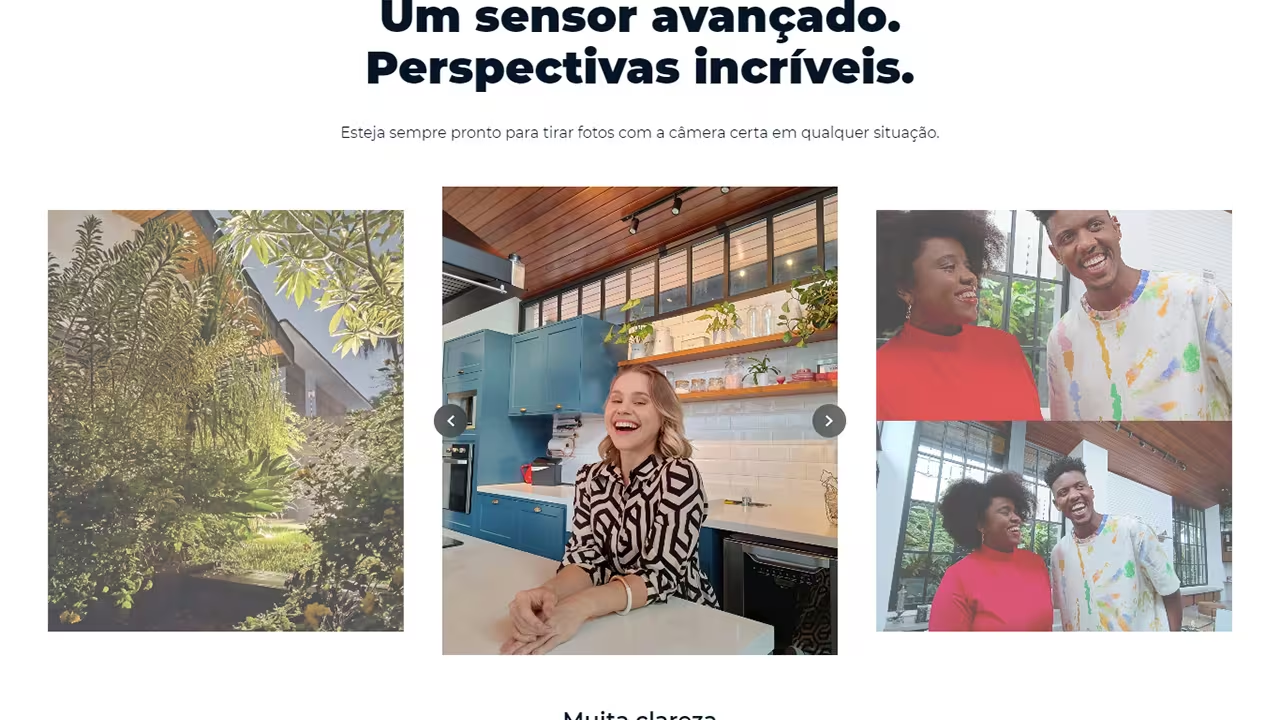 Um sensor avançado.
Perspectivas incríveis.
Esteja sempre pronto para tirar fotos com a câmera certa em qualquer situação.
Muita clareza